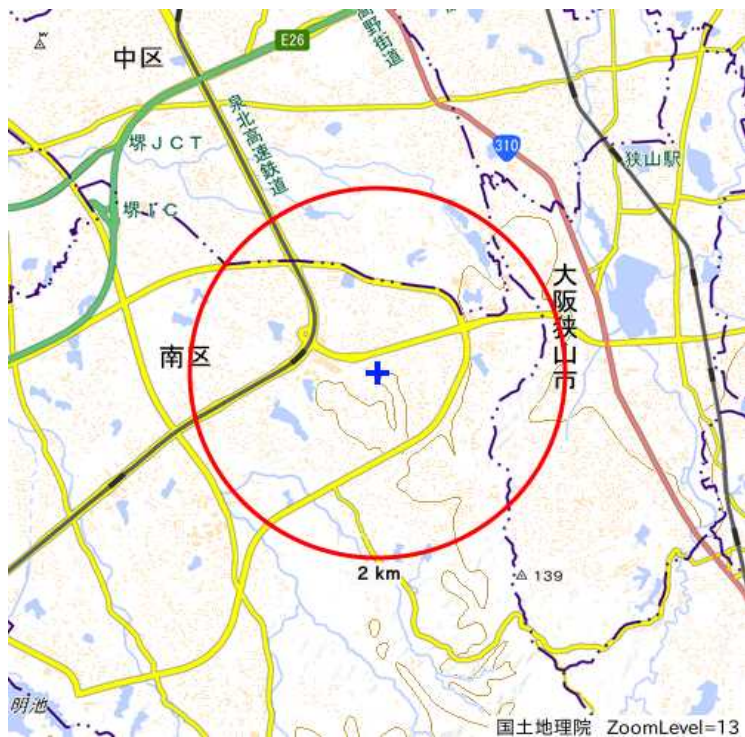 E26
中区
高野街道
泉北高速鉄道
堺JCT
堺IC
310
狭山駅
大阪狭山市
南区
2 km
139
明池
国土地理院 ZoomLevel=13